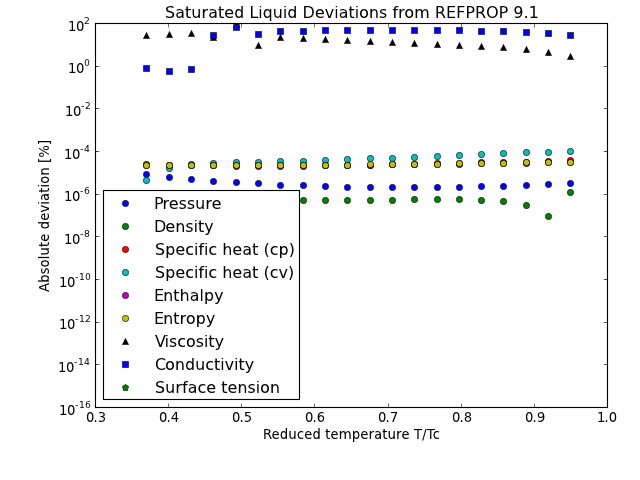 Saturated Liquid Deviations from REFPROP 9.1
Absolute deviation [%]
10^2
10^0
10^-2
10^-4
10^-6
10^-8
10^-10
10^-12
10^-14
10^-16
Pressure
Density
Specific heat (cp)
Specific heat (cv)
Enthalpy
Entropy
Viscosity
Conductivity
Surface tension
0.3 0.4 0.5 0.6 0.7 0.8 0.9 1.0
Reduced temperature T/Tc